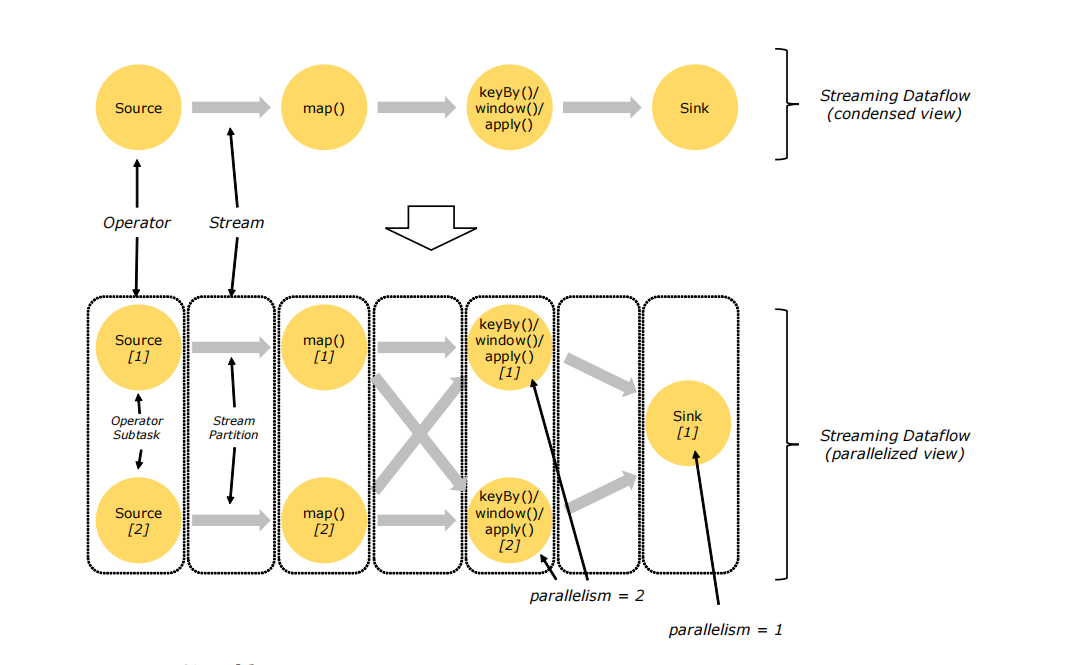 Source
map()
keyBy()/
window()/
apply()
Sink
Streaming Dataflow
(condensed view)
Operator
Stream
Source
[1]
map()
[1]
keyBy()/
window()/
apply()
[1]
Operator
Subtask
Stream
Partition
Sink
[1]
Streaming Dataflow
(parallelized view)
Source
[2]
map()
[2]
keyBy()/
window()/
apply()
[2]
parallelism = 2
parallelism = 1